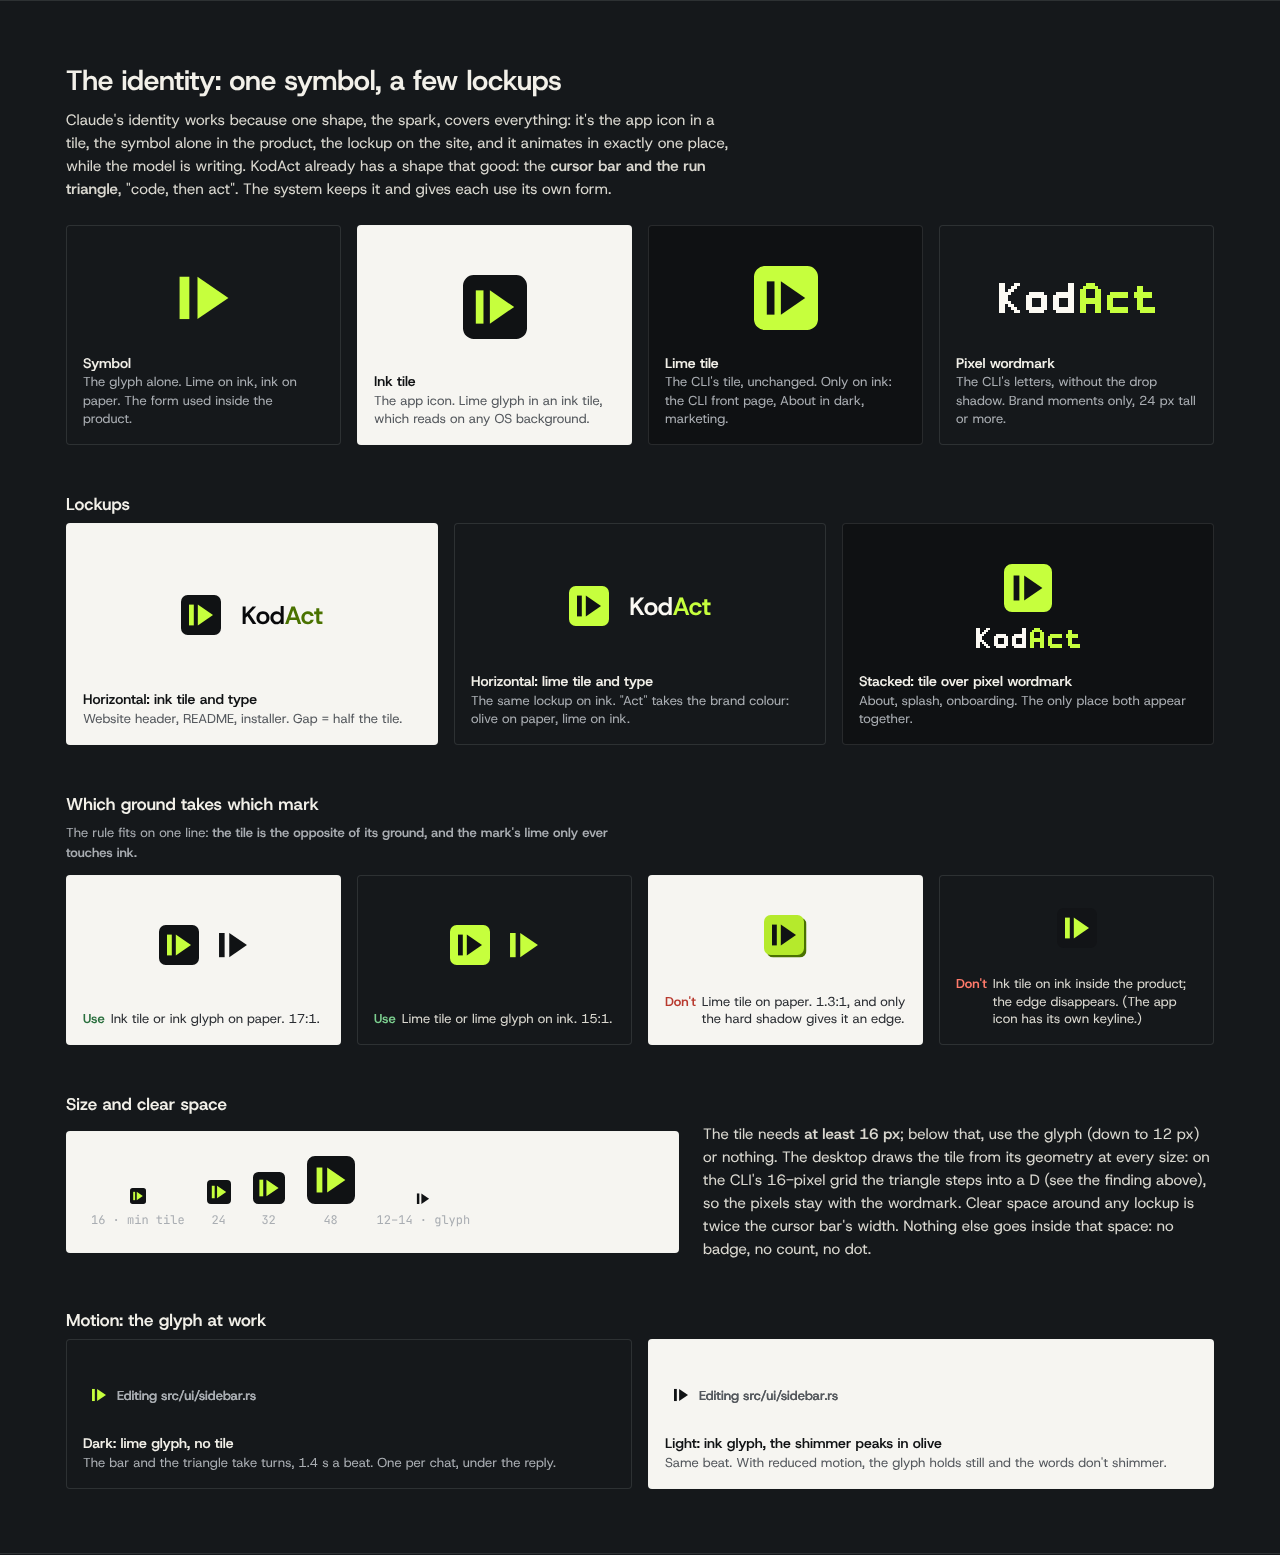 The identity: one symbol, a few lockups
Claude's identity works because one shape, the spark, covers everything: it's the app icon in a
tile, the symbol alone in the product, the lockup on the site, and it animates in exactly one place,
while the model is writing. KodAct already has a shape that good: the cursor bar and the run
triangle, "code, then act". The system keeps it and gives each use its own form.
Symbol
The glyph alone. Lime on ink, ink on
paper. The form used inside the
product.
Ink tile
The app icon. Lime glyph in an ink tile,
which reads on any OS background.
Lime tile
The CLI's tile, unchanged. Only on ink:
the CLI front page, About in dark,
marketing.
KodAct
Pixel wordmark
The CLI's letters, without the drop
shadow. Brand moments only, 24 px tall
or more.
Lockups
KodAct
Horizontal: ink tile and type
Website header, README, installer. Gap = half the tile.
KodAct
Horizontal: lime tile and type
The same lockup on ink. "Act" takes the brand colour:
olive on paper, lime on ink.
KodAct
Stacked: tile over pixel wordmark
About, splash, onboarding. The only place both appear
together.
Which ground takes which mark
The rule fits on one line: the tile is the opposite of its ground, and the mark's lime only ever
touches ink.
Use Ink tile or ink glyph on paper. 17:1.
Use Lime tile or lime glyph on ink. 15:1.
Don't Lime tile on paper. 1.3:1, and only
the hard shadow gives it an edge.
Don't Ink tile on ink inside the product;
the edge disappears. (The app
icon has its own keyline.)
Size and clear space
16 · min tile
24
32
48
12–14 · glyph
The tile needs at least 16 px; below that, use the glyph (down to 12 px)
or nothing. The desktop draws the tile from its geometry at every size: on
the CLI's 16-pixel grid the triangle steps into a D (see the finding above),
so the pixels stay with the wordmark. Clear space around any lockup is
twice the cursor bar's width. Nothing else goes inside that space: no
badge, no count, no dot.
Motion: the glyph at work
Editing src/ui/sidebar.rs
Dark: lime glyph, no tile
The bar and the triangle take turns, 1.4 s a beat. One per chat, under the reply.
Editing src/ui/sidebar.rs
Light: ink glyph, the shimmer peaks in olive
Same beat. With reduced motion, the glyph holds still and the words don't shimmer.